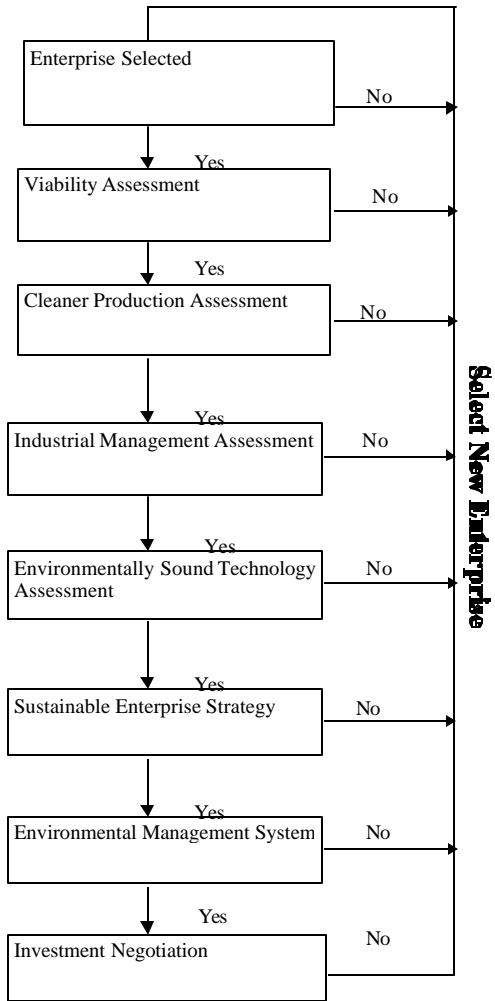 Enterprise Selected
No
Yes
Viability Assessment
No
Yes
Cleaner Production Assessment
No
Yes
Industrial Management Assessment
No
Yes
Environmentally Sound Technology
Assessment
No
Yes
Sustainable Enterprise Strategy
No
Yes
Environmental Management System
No
Yes
Investment Negotiation
No
Select New Enterprise